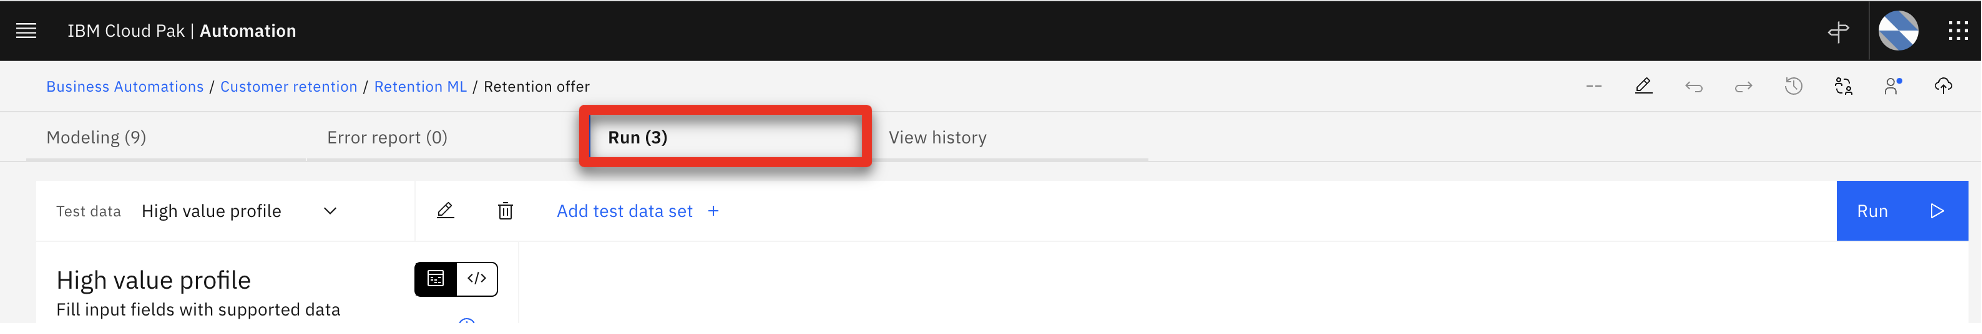 IBM Cloud Pak | Automation
Business Automations / Customer retention / Retention ML / Retention offer
--
Modeling (9)
Error report (0)
Run (3)
View history
Test data
High value profile
Add test data set +
Run
High value profile
</>
Fill input fields with supported data